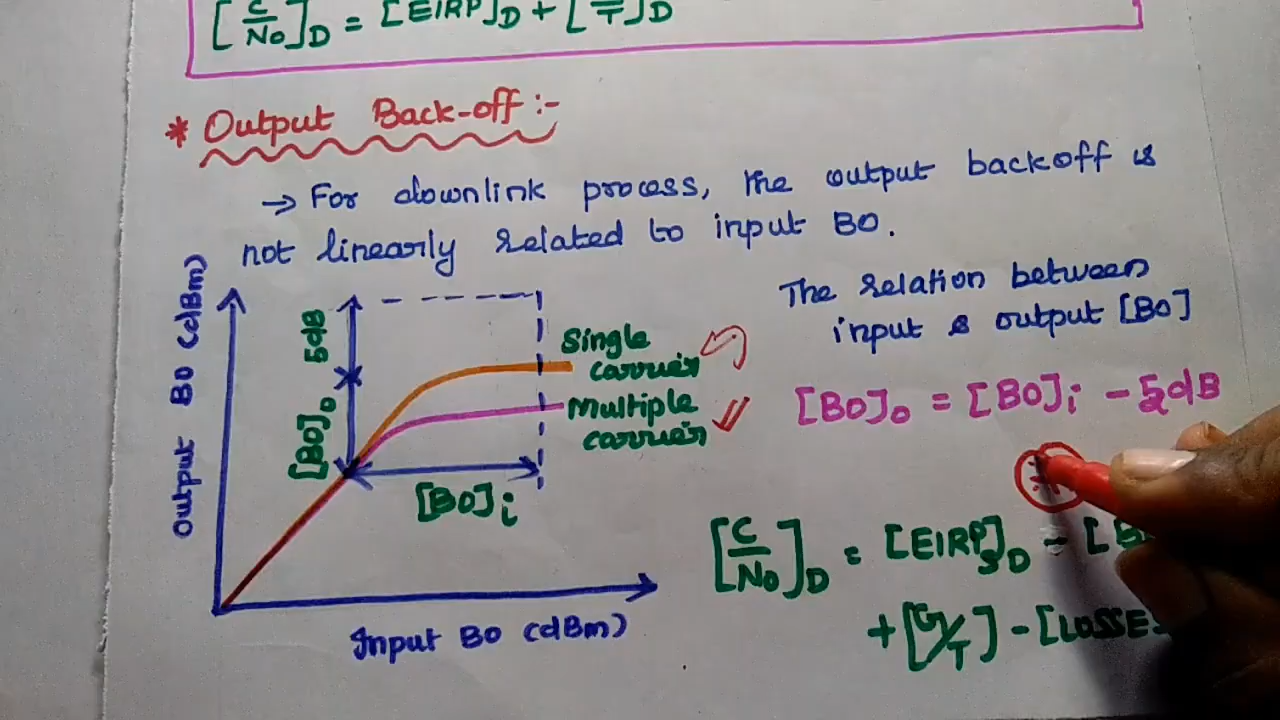 [C/No]D = [EIRP]D + [G/T]D
* Output Back-off :-
→ For downlink process, the output backoff is
not linearly related to input BO.
The relation between
input & output [BO]
[BO]o = [BO]i - 5dB
*
[C/No]D = [EIRPS]D - [B
+ [G/T] - [LOSSES
Output BO (dBm)
5dB
[BO]o
Single
carrier
Multiple
carrier
[BO]i
Input BO (dBm)